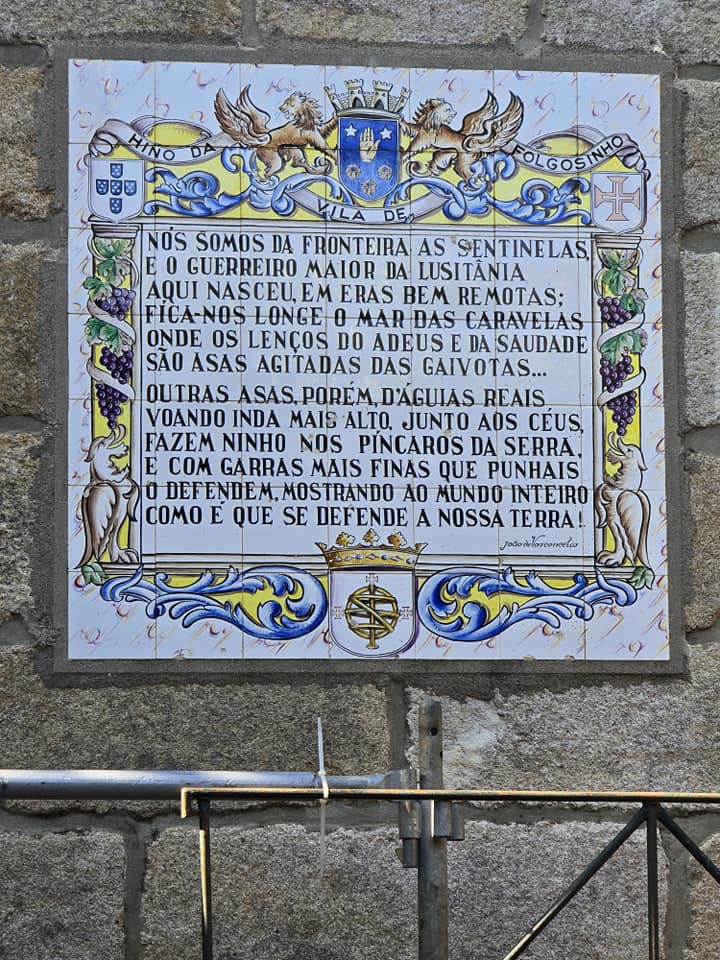 HINO DA
VILA DE
FOLGOSINHO
NÓS SOMOS DA FRONTEIRA AS SENTINELAS,
E O GUERREIRO MAIOR DA LUSITÂNIA
AQUI NASCEU, EM ERAS BEM REMOTAS;
FICA-NOS LONGE O MAR DAS CARAVELAS
ONDE OS LENÇOS DO ADEUS E DA SAUDADE
SÃO ASAS AGITADAS DAS GAIVOTAS...
OUTRAS ASAS, PORÉM, D'ÁGUIAS REAIS
VOANDO INDA MAIS ALTO, JUNTO AOS CÉUS,
FAZEM NINHO NOS PÍNCAROS DA SERRA,
E COM GARRAS MAIS FINAS QUE PUNHAIS
O DEFENDEM, MOSTRANDO AO MUNDO INTEIRO
COMO É QUE SE DEFENDE A NOSSA TERRA!
João de Vasconcelos